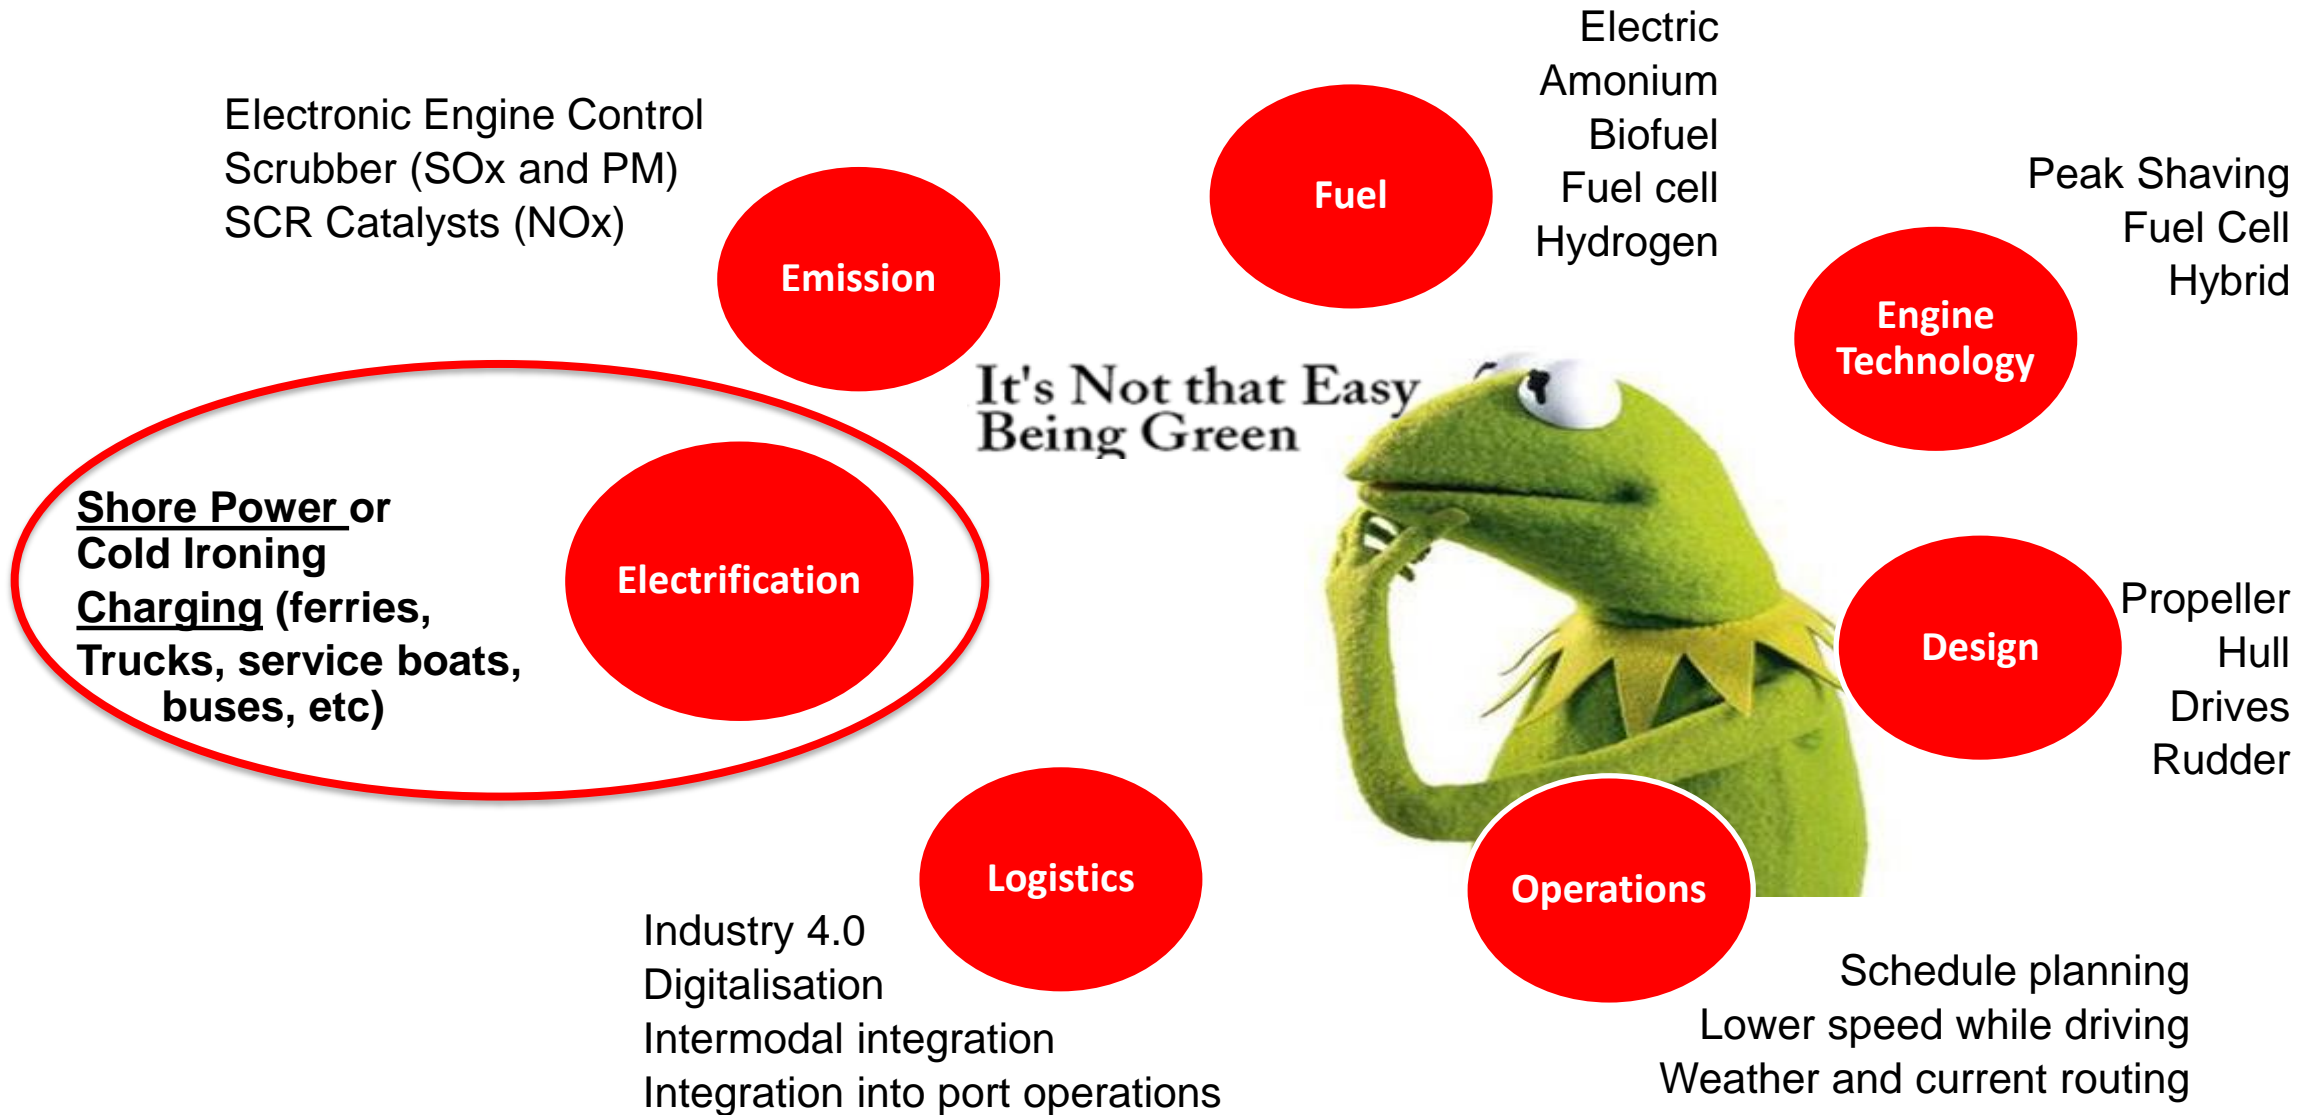 Electronic Engine Control
Scrubber (SOx and PM)
SCR Catalysts (NOx)
Emission
Fuel
Electric
Amonium
Biofuel
Fuel cell
Hydrogen
Engine
Technology
Peak Shaving
Fuel Cell
Hybrid
It's Not that Easy
Being Green
Shore Power or
Cold Ironing
Charging (ferries,
Trucks, service boats,
buses, etc)
Electrification
Design
Propeller
Hull
Drives
Rudder
Logistics
Industry 4.0
Digitalisation
Intermodal integration
Integration into port operations
Operations
Schedule planning
Lower speed while driving
Weather and current routing